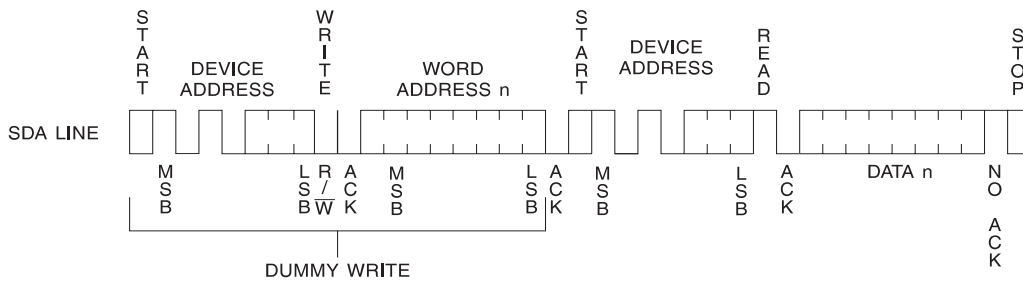 START
WRITE
START
READ
STOP
DEVICE
ADDRESS
WORD
ADDRESS n
DEVICE
ADDRESS
SDA LINE
MSB
LSB
R/W
ACK
MSB
LSB
ACK
MSB
LSB
ACK
DATA n
NO ACK
DUMMY WRITE